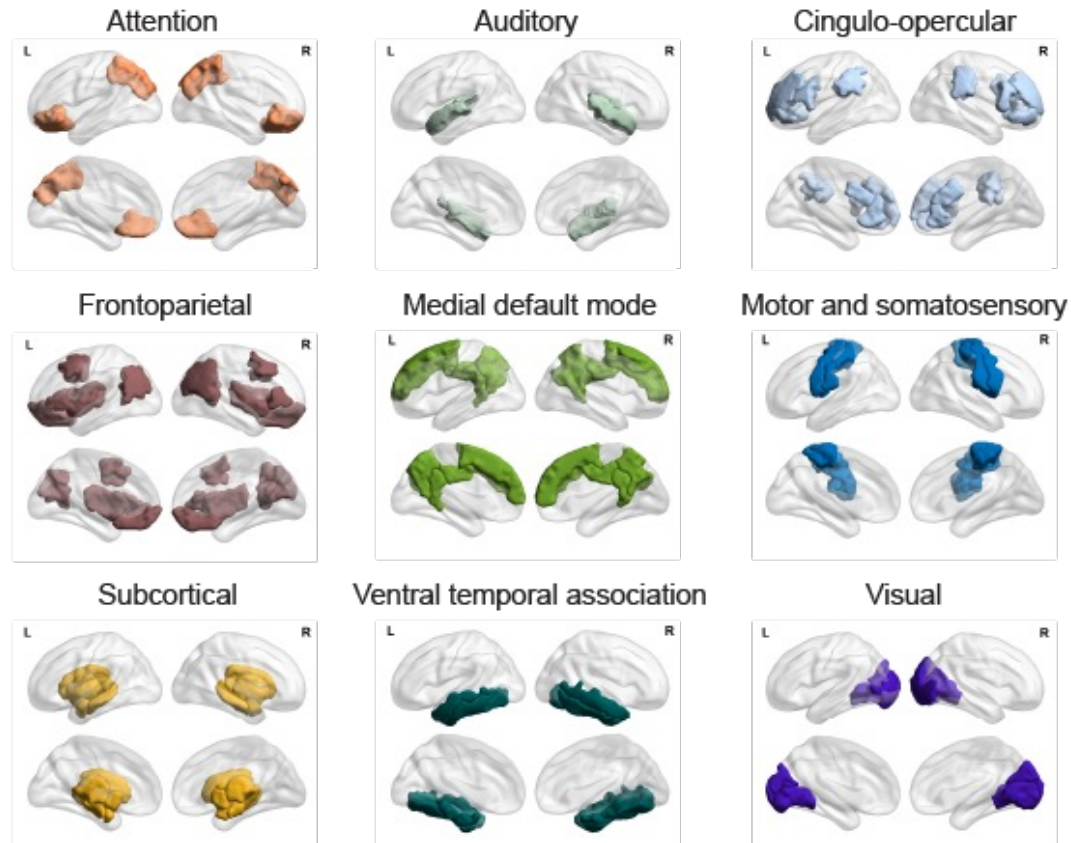 Attention
Auditory
Cingulo-opercular
L R
L R
L R
Frontoparietal
Medial default mode
Motor and somatosensory
L R
L R
L R
Subcortical
Ventral temporal association
Visual
L R
L R
L R